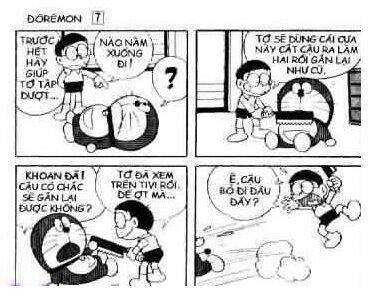 DÔRÊMON 7
TRƯỚC
HẾT
HÃY
GIÚP
TỚ TẬP
DƯỢT...
NÀO NẰM
XUỐNG
ĐI!
?
TỚ SẼ DÙNG CÁI CƯA
NÀY CẮT CẬU RA LÀM
HAI RỒI GẮN LẠI
NHƯ CŨ.
KHOAN ĐÃ!
CẬU CÓ CHẮC
SẼ GẮN LẠI
ĐƯỢC KHÔNG?
TỚ ĐÃ XEM
TRÊN TIVI RỒI.
DỄ ỢT MÀ...
Ê, CẬU
BỎ ĐI ĐÂU
ĐẤY?